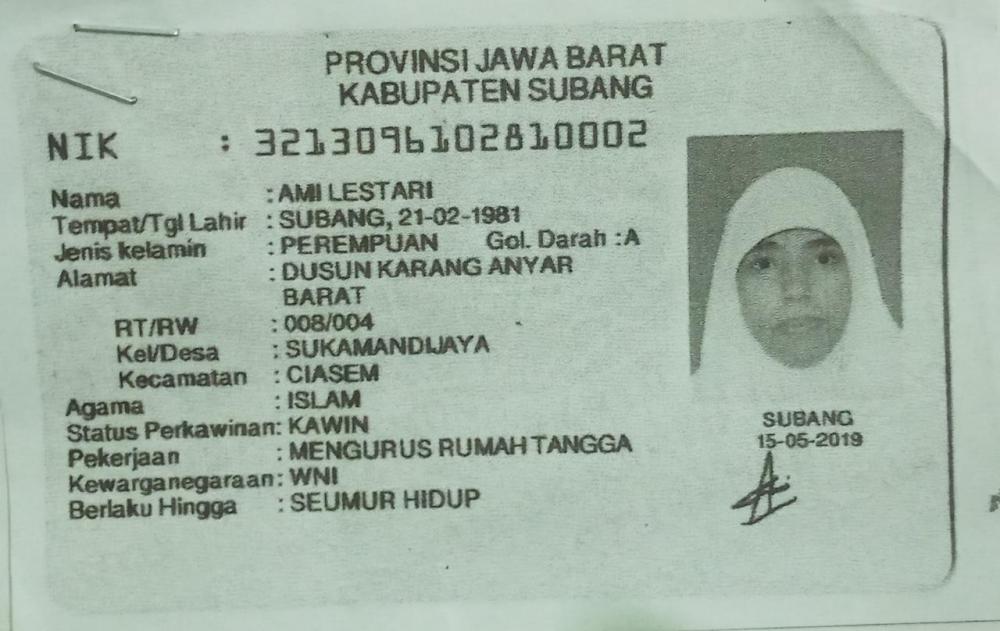 PROVINSI JAWA BARAT
KABUPATEN SUBANG
NIK : 3213096102810002
Nama : AMI LESTARI
Tempat/Tgl Lahir : SUBANG, 21-02-1981
Jenis kelamin : PEREMPUAN Gol. Darah : A
Alamat : DUSUN KARANG ANYAR
BARAT
RT/RW : 008/004
Kel/Desa : SUKAMANDIJAYA
Kecamatan : CIASEM
Agama : ISLAM
Status Perkawinan: KAWIN
Pekerjaan : MENGURUS RUMAH TANGGA
Kewarganegaraan: WNI
Berlaku Hingga : SEUMUR HIDUP
SUBANG
15-05-2019